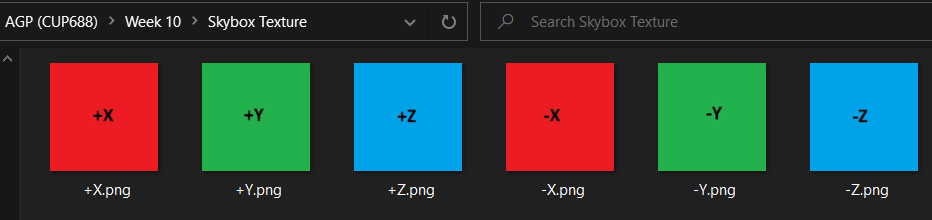 AGP (CUP688) > Week 10 > Skybox Texture
Search Skybox Texture
+X +Y +Z -X -Y -Z
+X.png +Y.png +Z.png -X.png -Y.png -Z.png